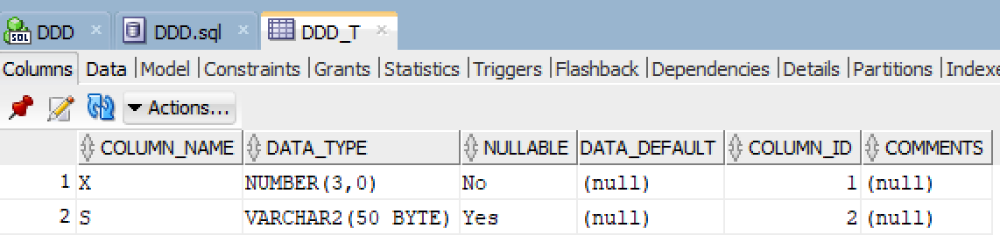 SQL DDD × DDD.sql × DDD_T ×
Columns Data |Model |Constraints |Grants |Statistics |Triggers |Flashback |Dependencies |Details |Partitions |Indexe
Actions...
COLUMN_NAME DATA_TYPE NULLABLE DATA_DEFAULT COLUMN_ID COMMENTS
1 X NUMBER(3,0) No (null) 1 (null)
2 S VARCHAR2(50 BYTE) Yes (null) 2 (null)